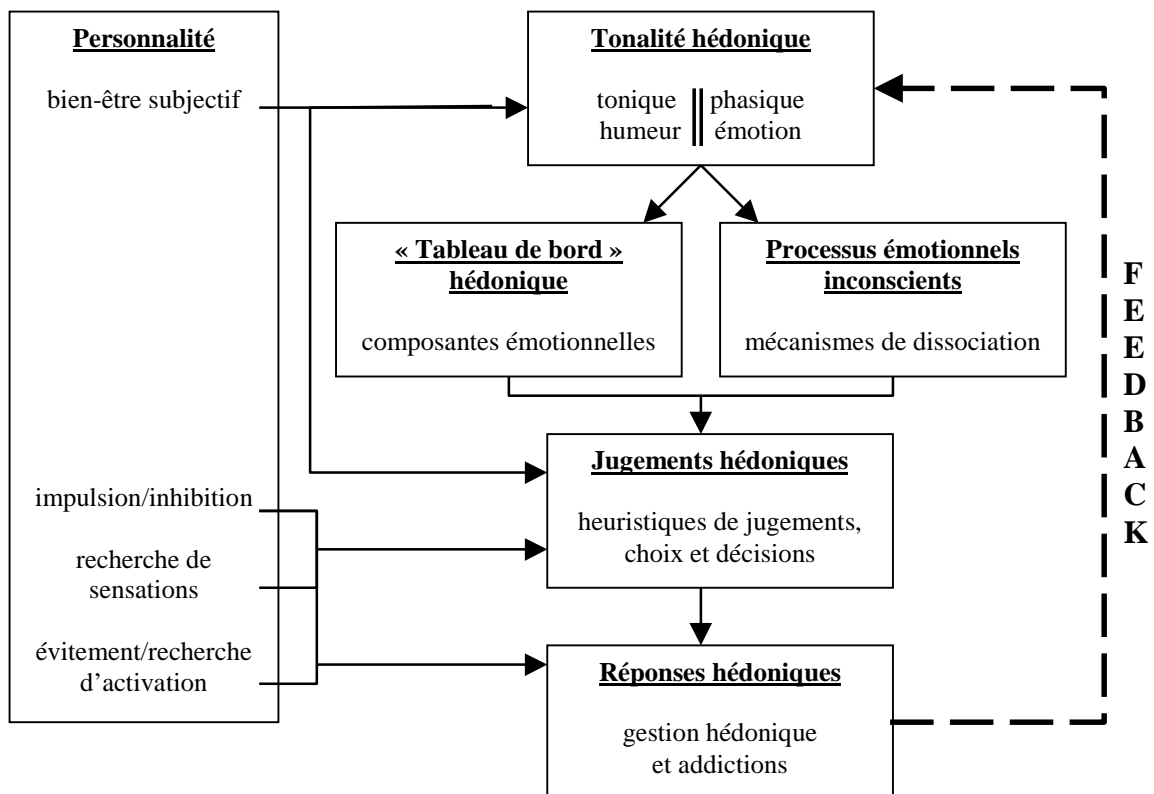 Personnalité
bien-être subjectif
impulsion/inhibition
recherche de
sensations
évitement/recherche
d’activation
Tonalité hédonique
tonique phasique
humeur émotion
« Tableau de bord »
hédonique
composantes émotionnelles
Processus émotionnels
inconscients
mécanismes de dissociation
Jugements hédoniques
heuristiques de jugements,
choix et décisions
Réponses hédoniques
gestion hédonique
et addictions
FEEDBACK